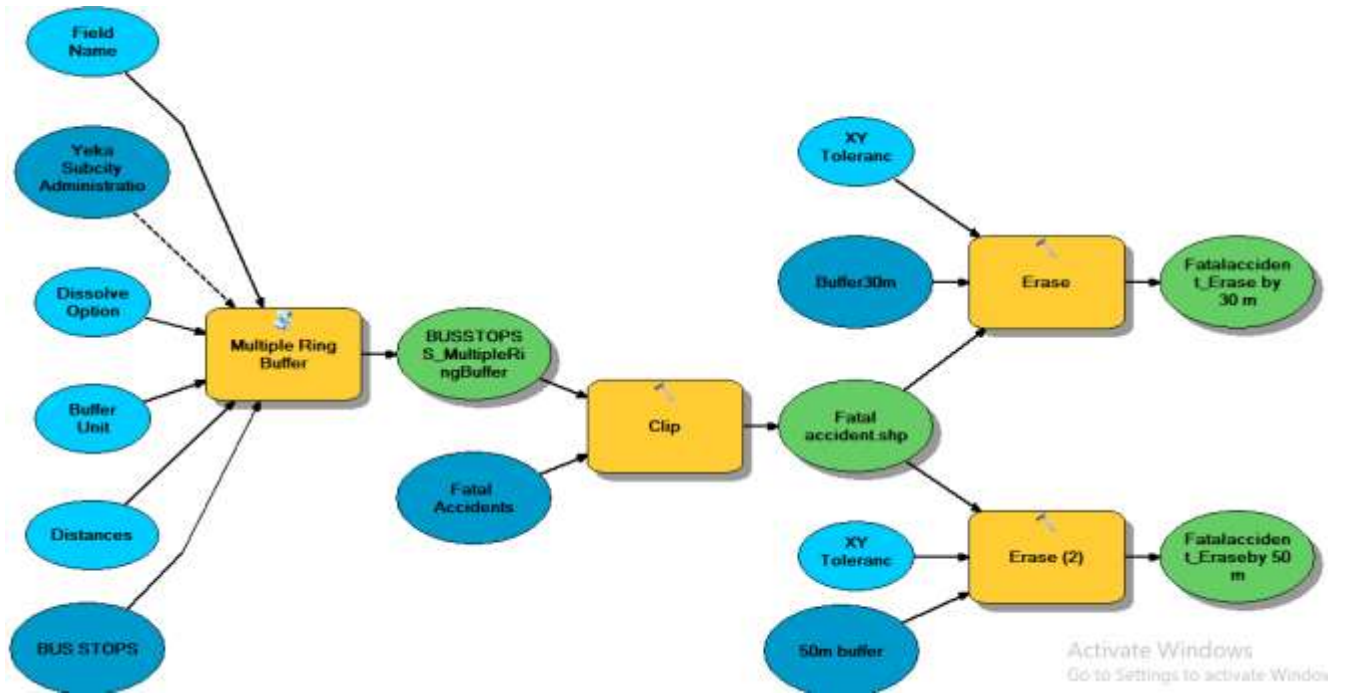 Field
Name
Yeka
Subcity
Administratio
Dissolve
Option
Buffer
Unit
Distances
BUS STOPS
Multiple Ring
Buffer
BUSSTOPS
S_MultipleRi
ngBuffer
Fatal
Accidents
Clip
Fatal
accident.shp
XY
Toleranc
Buffer30m
Erase
Fatalacciden
t_Erase by
30 m
XY
Toleranc
50m buffer
Erase (2)
Fatalacciden
t_Eraseby 50
m
Activate Windows
Go to Settings to activate Window